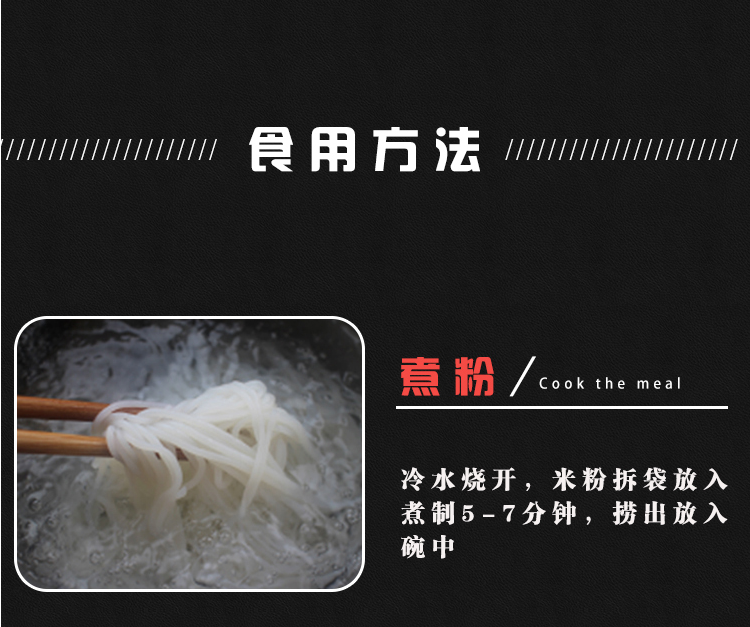 食用方法
煮粉
Cook the meal
冷水烧开，米粉拆袋放入
煮制5-7分钟，捞出放入
碗中